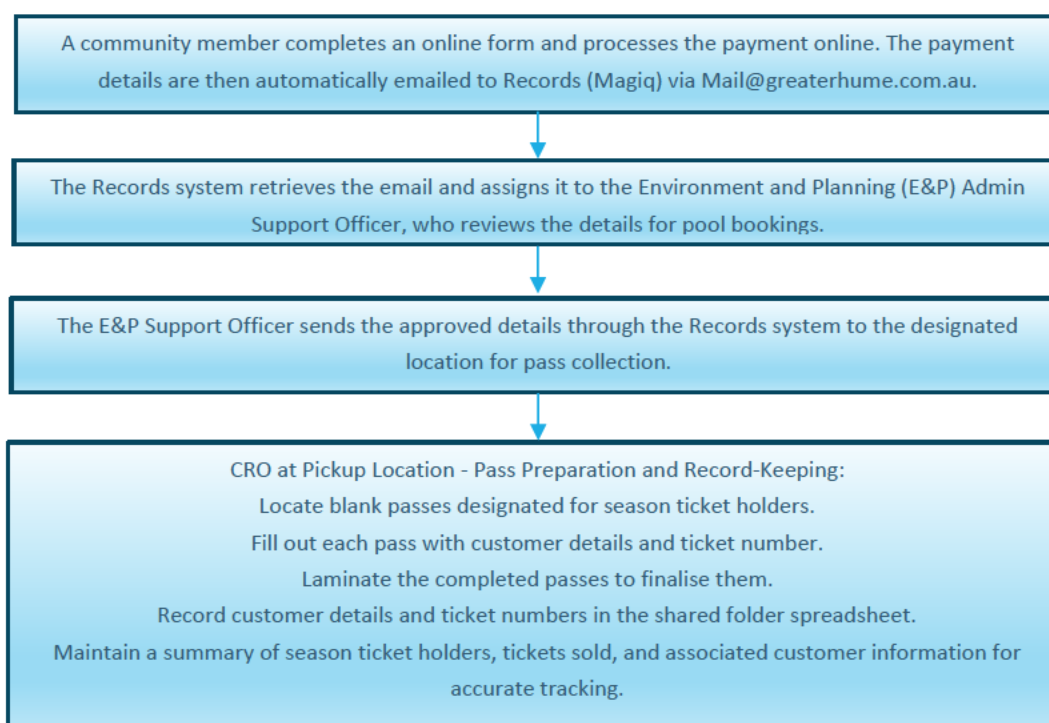 A community member completes an online form and processes the payment online. The payment
details are then automatically emailed to Records (Magiq) via Mail@greaterhume.com.au.
The Records system retrieves the email and assigns it to the Environment and Planning (E&P) Admin
Support Officer, who reviews the details for pool bookings.
The E&P Support Officer sends the approved details through the Records system to the designated
location for pass collection.
CRO at Pickup Location - Pass Preparation and Record-Keeping:
Locate blank passes designated for season ticket holders.
Fill out each pass with customer details and ticket number.
Laminate the completed passes to finalise them.
Record customer details and ticket numbers in the shared folder spreadsheet.
Maintain a summary of season ticket holders, tickets sold, and associated customer information for
accurate tracking.